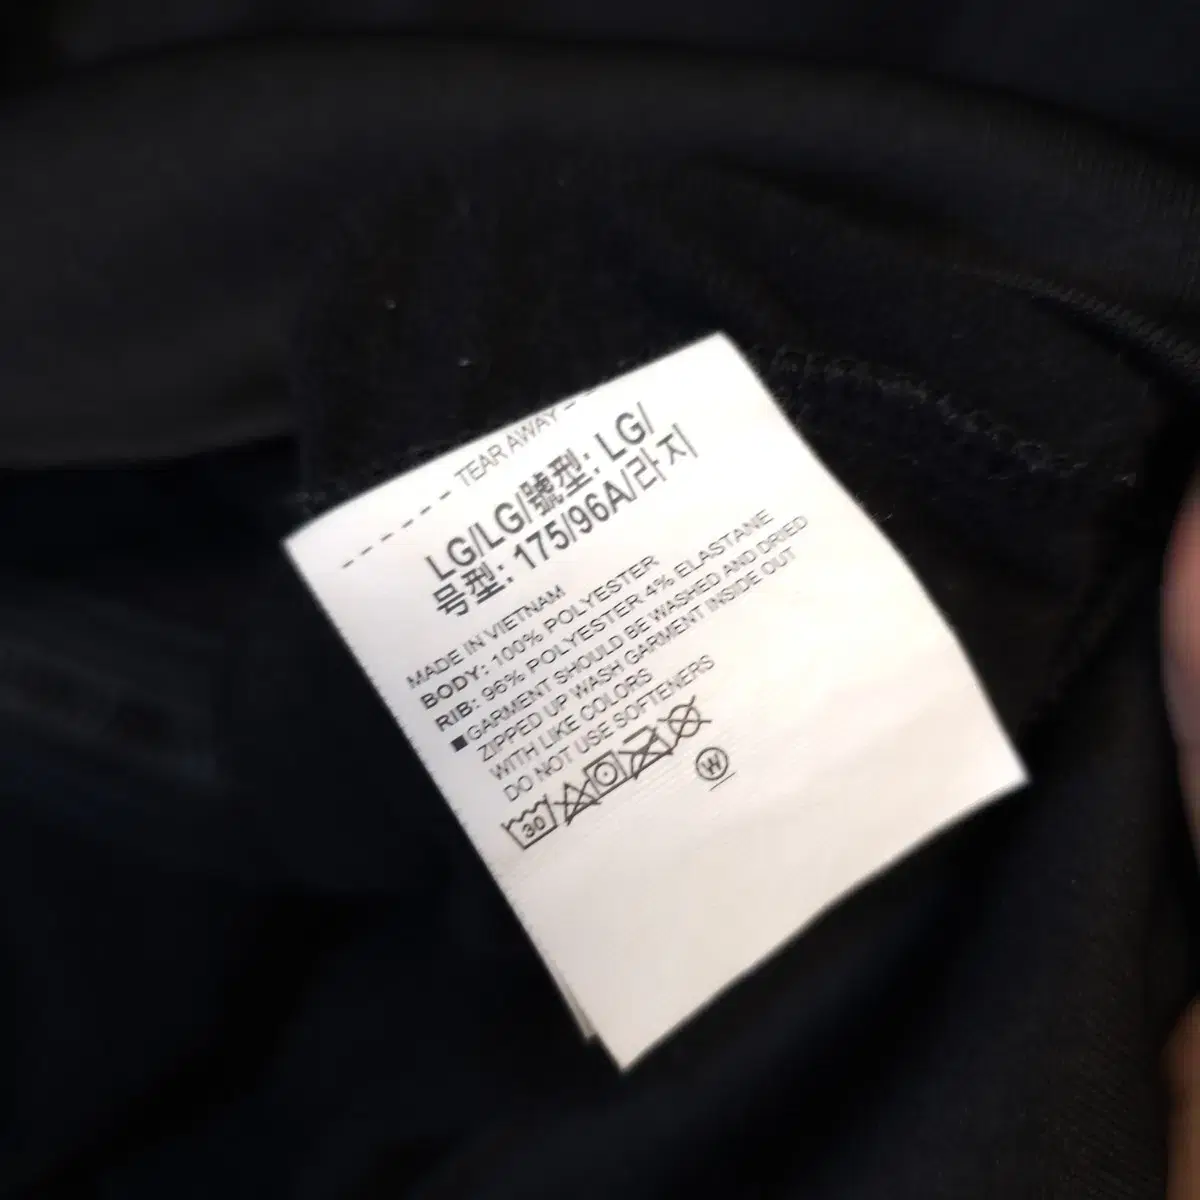 TEAR AWAY
LG/LG/號型: LG/
号型: 175/96A/라지
MADE IN VIETNAM
BODY: 100% POLYESTER
RIB: 96% POLYESTER 4% ELASTANE
■GARMENT SHOULD BE WASHED AND DRIED
ZIPPED UP WASH GARMENT INSIDE OUT
WITH LIKE COLORS
DO NOT USE SOFTENERS
30
W